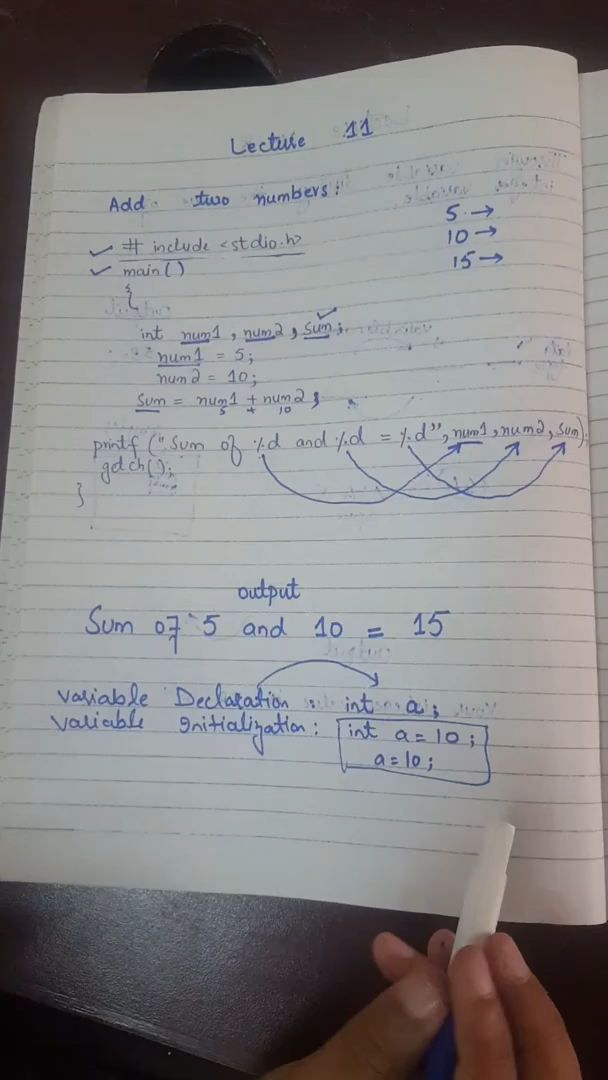 Lecture 11
Add two numbers:
5 →
# include <stdio.h>
10 →
main()
15 →
{
int num1, num2, sum;
num1 = 5;
num2 = 10;
Sum = num1 + num2;
5 + 10
printf ("Sum of %d and %d = %d", num1, num2, sum);
getch();
}
output
Sum of 5 and 10 = 15
variable Declaration : int a;
variable Initialization: int a = 10;
a = 10;